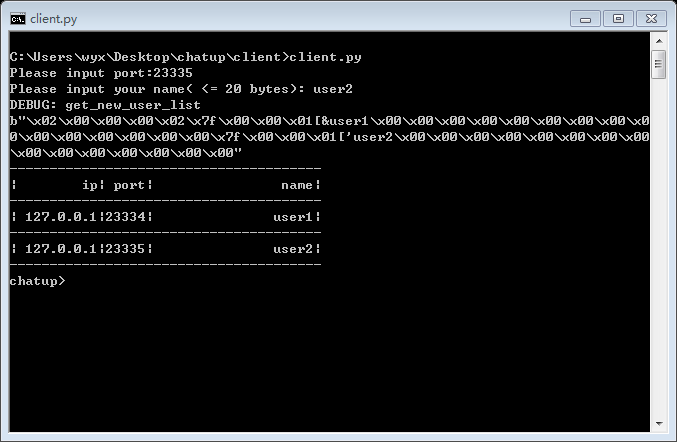 client.py
C:\Users\wyx\Desktop\chatup\client>client.py
Please input port:23335
Please input your name( <= 20 bytes): user2
DEBUG: get_new_user_list
b"\x02\x00\x00\x00\x02\x7f\x00\x00\x01[&user1\x00\x00\x00\x00\x00\x00\x00\x00\x0
0\x00\x00\x00\x00\x00\x00\x7f\x00\x00\x01['user2\x00\x00\x00\x00\x00\x00\x00\x00
\x00\x00\x00\x00\x00\x00\x00"
---------------------------------------
¦         ip¦ port¦                name¦
---------------------------------------
¦ 127.0.0.1¦23334¦               user1¦
---------------------------------------
¦ 127.0.0.1¦23335¦               user2¦
---------------------------------------
chatup>